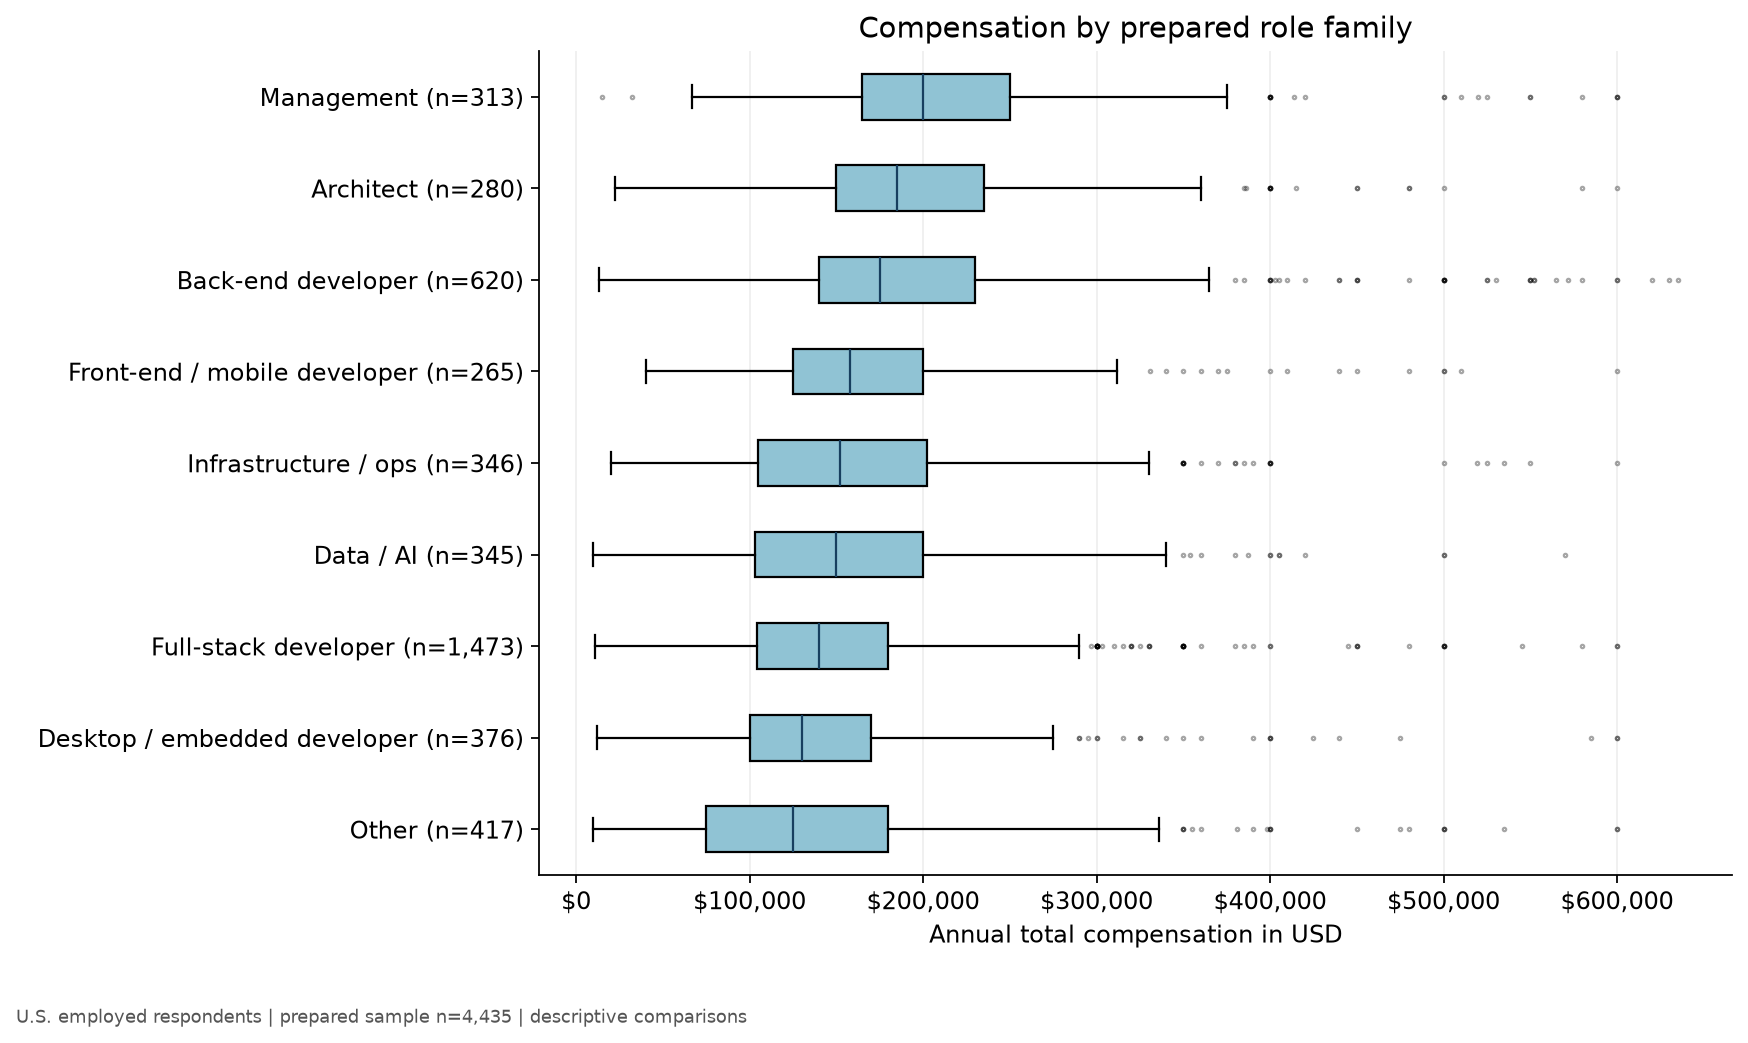 Compensation by prepared role family
Management (n=313)
Architect (n=280)
Back-end developer (n=620)
Front-end / mobile developer (n=265)
Infrastructure / ops (n=346)
Data / AI (n=345)
Full-stack developer (n=1,473)
Desktop / embedded developer (n=376)
Other (n=417)
$0 $100,000 $200,000 $300,000 $400,000 $500,000 $600,000
Annual total compensation in USD
U.S. employed respondents | prepared sample n=4,435 | descriptive comparisons